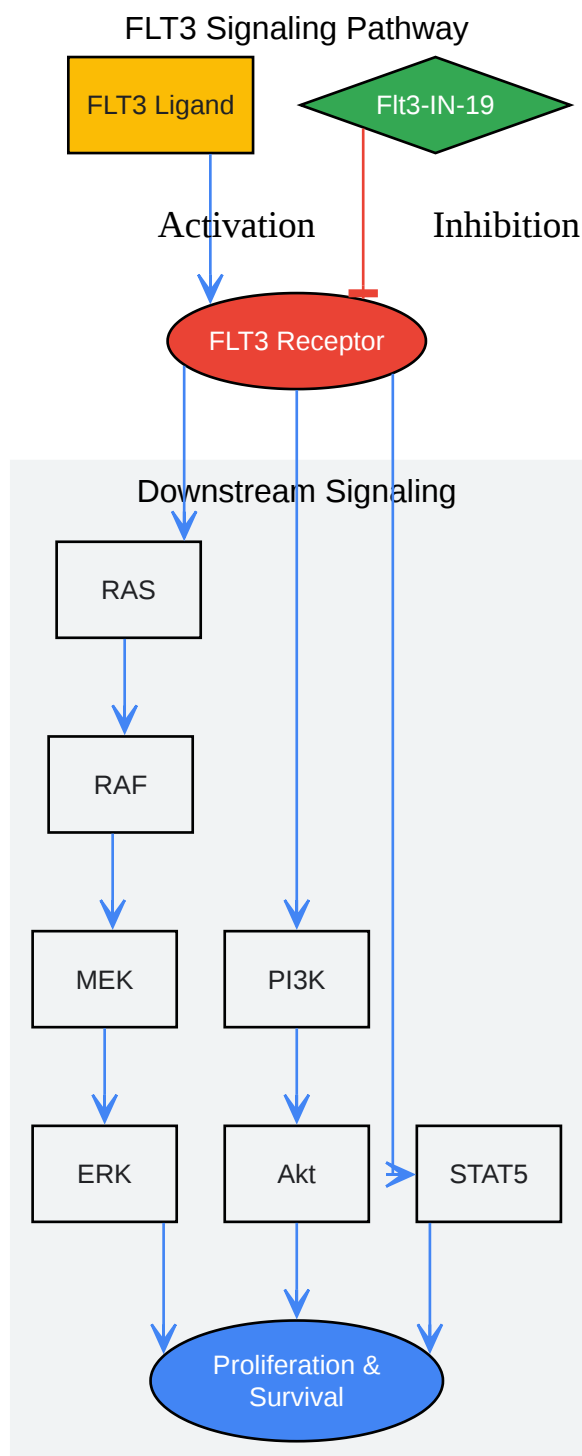 FLT3 Signaling Pathway
FLT3 Ligand
Flt3-IN-19
Activation
Inhibition
FLT3 Receptor
Downstream Signaling
RAS
RAF
MEK
PI3K
ERK
Akt
STAT5
Proliferation &
Survival